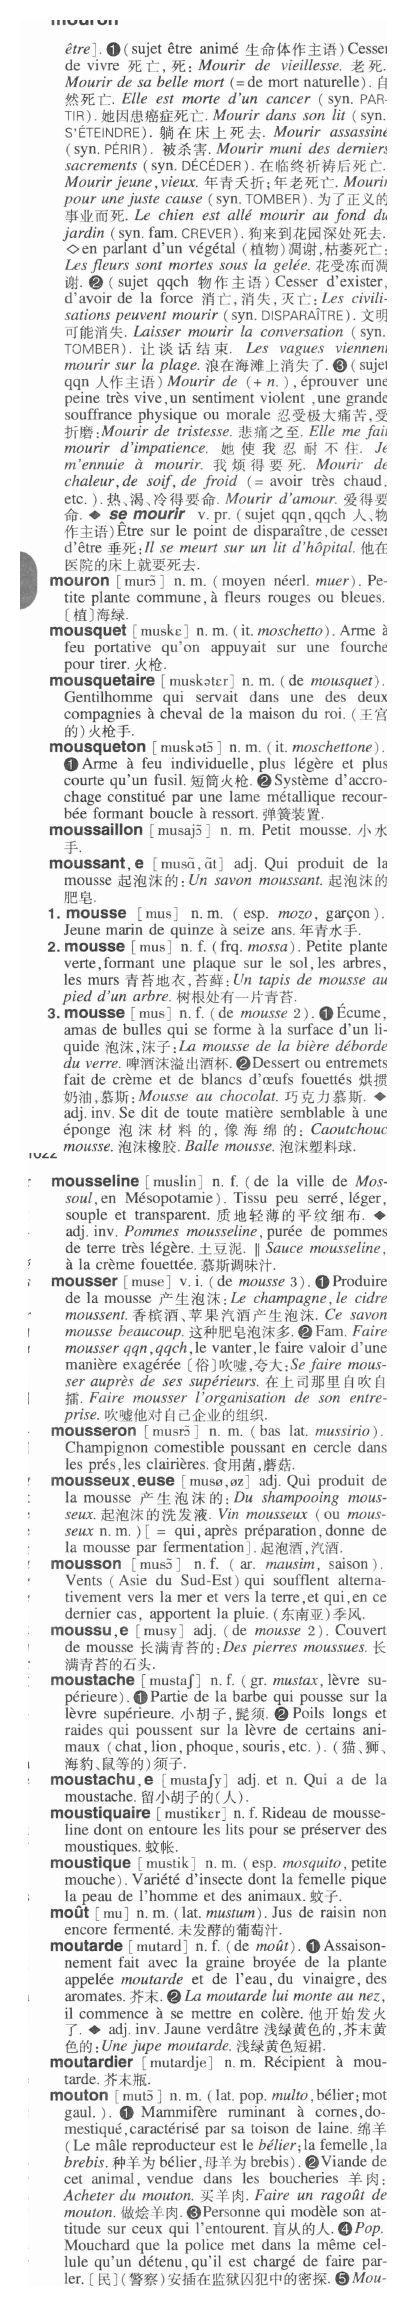 mouron
être]. ❶(sujet être animé 生命体作主语)Cesser
de vivre 死亡,死: Mourir de vieillesse. 老死.
Mourir de sa belle mort (=de mort naturelle). 自
然死亡. Elle est morte d'un cancer (syn. PAR-
TIR). 她因患癌症死亡. Mourir dans son lit (syn.
S'ÉTEINDRE). 躺在床上死去. Mourir assassiné
(syn. PÉRIR). 被杀害. Mourir muni des derniers
sacrements (syn. DÉCÉDER). 在临终祈祷后死亡.
Mourir jeune,vieux. 年青夭折;年老死亡. Mourir
pour une juste cause (syn. TOMBER). 为了正义的
事业而死. Le chien est allé mourir au fond du
jardin (syn. fam. CREVER). 狗来到花园深处死去.
◇en parlant d'un végétal (植物)凋谢,枯萎死亡:
Les fleurs sont mortes sous la gelée. 花受冻而凋
谢. ❷ (sujet qqch 物作主语) Cesser d'exister,
d'avoir de la force 消亡,消失,灭亡: Les civili-
sations peuvent mourir (syn. DISPARAÎTRE). 文明
可能消失. Laisser mourir la conversation (syn.
TOMBER). 让谈话结束. Les vagues viennent
mourir sur la plage. 浪在海滩上消失了. ❸(sujet
qqn 人作主语) Mourir de (+ n.), éprouver une
peine très vive,un sentiment violent ,une grande
souffrance physique ou morale 忍受极大痛苦,受
折磨:Mourir de tristesse. 悲痛之至. Elle me fait
mourir d'impatience. 她使我忍耐不住. Je
m'ennuie à mourir. 我烦得要死. Mourir de
chaleur,de soif,de froid (= avoir très chaud,
etc.).热、渴、冷得要命. Mourir d'amour. 爱得要
命. ◆ se mourir v. pr. (sujet qqn,qqch 人、物
作主语)Être sur le point de disparaître,de cesser
d'être 垂死:Il se meurt sur un lit d'hôpital. 他在
医院的床上就要死去.
mouron [murɔ̃] n. m. (moyen néerl. muer). Pe-
tite plante commune,à fleurs rouges ou bleues.
[植]海绿.
mousquet [muskɛ] n. m. (it. moschetto). Arme à
feu portative qu'on appuyait sur une fourche
pour tirer. 火枪.
mousquetaire [muskətɛr] n. m. (de mousquet).
Gentilhomme qui servait dans une des deux
compagnies à cheval de la maison du roi. (王宫
的)火枪手.
mousqueton [muskətɔ̃] n. m. (it. moschettone).
❶Arme à feu individuelle,plus légère et plus
courte qu'un fusil. 短筒火枪. ❷Système d'accro-
chage constitué par une lame métallique recour-
bée formant boucle à ressort. 弹簧装置.
moussaillon [musajɔ̃] n. m. Petit mousse. 小水
手.
moussant,e [musɑ̃,ɑ̃t] adj. Qui produit de la
mousse 起泡沫的:Un savon moussant. 起泡沫的
肥皂.
1. mousse [mus] n. m. (esp. mozo, garçon).
Jeune marin de quinze à seize ans. 年青水手.
2. mousse [mus] n. f. (frq. mossa). Petite plante
verte,formant une plaque sur le sol,les arbres,
les murs 青苔地衣,苔藓:Un tapis de mousse au
pied d'un arbre. 树根处有一片青苔.
3. mousse [mus] n. f. (de mousse 2). ❶Écume,
amas de bulles qui se forme à la surface d'un li-
quide 泡沫,沫子:La mousse de la bière déborde
du verre. 啤酒沫溢出酒杯. ❷Dessert ou entremets
fait de crème et de blancs d'œufs fouettés 烘掼
奶油,慕斯:Mousse au chocolat. 巧克力慕斯. ◆
adj. inv. Se dit de toute matière semblable à une
éponge 泡沫材料的,像海绵的: Caoutchouc
mousse. 泡沫橡胶. Balle mousse. 泡沫塑料球.
1022
mousseline [muslin] n. f. (de la ville de Mos-
soul,en Mésopotamie). Tissu peu serré,léger,
souple et transparent. 质地轻薄的平纹细布. ◆
adj. inv. Pommes mousseline,purée de pommes
de terre très légère. 土豆泥. ‖ Sauce mousseline,
à la crème fouettée. 慕斯调味汁.
mousser [muse] v. i. (de mousse 3). ❶Produire
de la mousse 产生泡沫:Le champagne,le cidre
moussent. 香槟酒、苹果汽酒产生泡沫. Ce savon
mousse beaucoup. 这种肥皂泡沫多. ❷Fam. Faire
mousser qqn,qqch,le vanter,le faire valoir d'une
manière exagérée [俗]吹嘘,夸大:Se faire mous-
ser auprès de ses supérieurs. 在上司那里自吹自
擂. Faire mousser l'organisation de son entre-
prise. 吹嘘他对自己企业的组织.
mousseron [musrɔ̃] n. m. (bas lat. mussirio).
Champignon comestible poussant en cercle dans
les prés,les clairières. 食用菌,蘑菇.
mousseux,euse [musø,øz] adj. Qui produit de
la mousse 产生泡沫的: Du shampooing mous-
seux. 起泡沫的洗发液. Vin mousseux (ou mous-
seux n. m.) [ = qui,après préparation,donne de
la mousse par fermentation]. 起泡酒,汽酒.
mousson [musɔ̃] n. f. (ar. mausim, saison).
Vents (Asie du Sud-Est) qui soufflent alterna-
tivement vers la mer et vers la terre,et qui,en ce
dernier cas, apportent la pluie. (东南亚)季风.
moussu,e [musy] adj. (de mousse 2). Couvert
de mousse 长满青苔的:Des pierres moussues. 长
满青苔的石头.
moustache [mustaʃ] n. f. (gr. mustax,lèvre su-
périeure). ❶Partie de la barbe qui pousse sur la
lèvre supérieure. 小胡子,髭须. ❷ Poils longs et
raides qui poussent sur la lèvre de certains ani-
maux (chat,lion,phoque,souris,etc.). (猫、狮、
海豹、鼠等的)须子.
moustachu,e [mustaʃy] adj. et n. Qui a de la
moustache. 留小胡子的(人).
moustiquaire [mustikɛr] n. f. Rideau de mousse-
line dont on entoure les lits pour se préserver des
moustiques. 蚊帐.
moustique [mustik] n. m. (esp. mosquito,petite
mouche). Variété d'insecte dont la femelle pique
la peau de l'homme et des animaux. 蚊子.
moût [mu] n. m. (lat. mustum). Jus de raisin non
encore fermenté. 未发酵的葡萄汁.
moutarde [mutard] n. f. (de moût). ❶Assaison-
nement fait avec la graine broyée de la plante
appelée moutarde et de l'eau,du vinaigre,des
aromates. 芥末. ❷La moutarde lui monte au nez,
il commence à se mettre en colère. 他开始发火
了. ◆ adj. inv. Jaune verdâtre 浅绿黄色的,芥末黄
色的:Une jupe moutarde. 浅绿黄色短裙.
moutardier [mutardje] n. m. Récipient à mou-
tarde. 芥末瓶.
mouton [mutɔ̃] n. m. (lat. pop. multo,bélier;mot
gaul.). ❶ Mammifère ruminant à cornes,do-
mestiqué,caractérisé par sa toison de laine. 绵羊
(Le mâle reproducteur est le bélier;la femelle,la
brebis. 种羊为 bélier,母羊为 brebis). ❷Viande de
cet animal, vendue dans les boucheries 羊肉:
Acheter du mouton. 买羊肉. Faire un ragoût de
mouton. 做烩羊肉. ❸Personne qui modèle son at-
titude sur ceux qui l'entourent. 盲从的人. ❹Pop.
Mouchard que la police met dans la même cel-
lule qu'un détenu,qu'il est chargé de faire par-
ler. [民](警察)安插在监狱囚犯中的密探. ❺Mou-